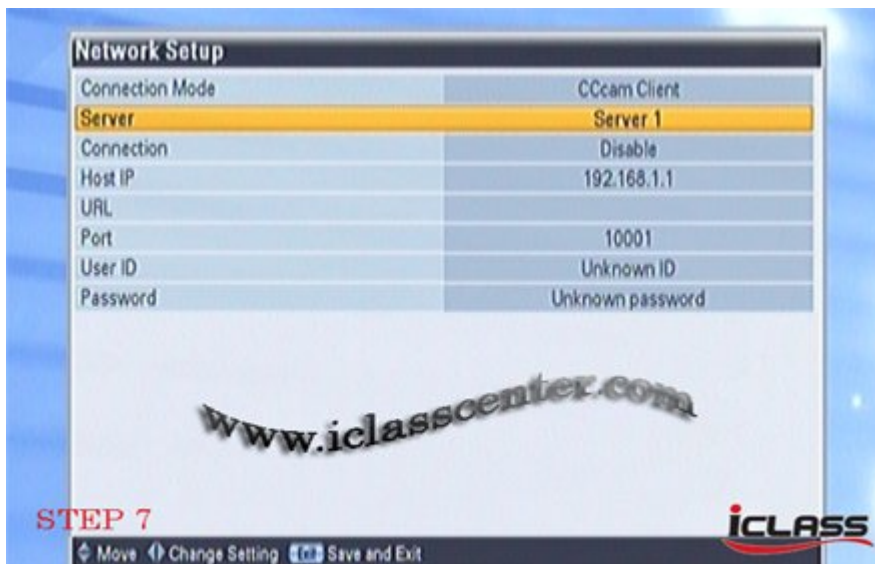 Network Setup
Connection Mode CCcam Client
Server Server 1
Connection Disable
Host IP 192.168.1.1
URL
Port 10001
User ID Unknown ID
Password Unknown password
www.iclasscenter.com
STEP 7
iCLASS
Move Change Setting Save and Exit